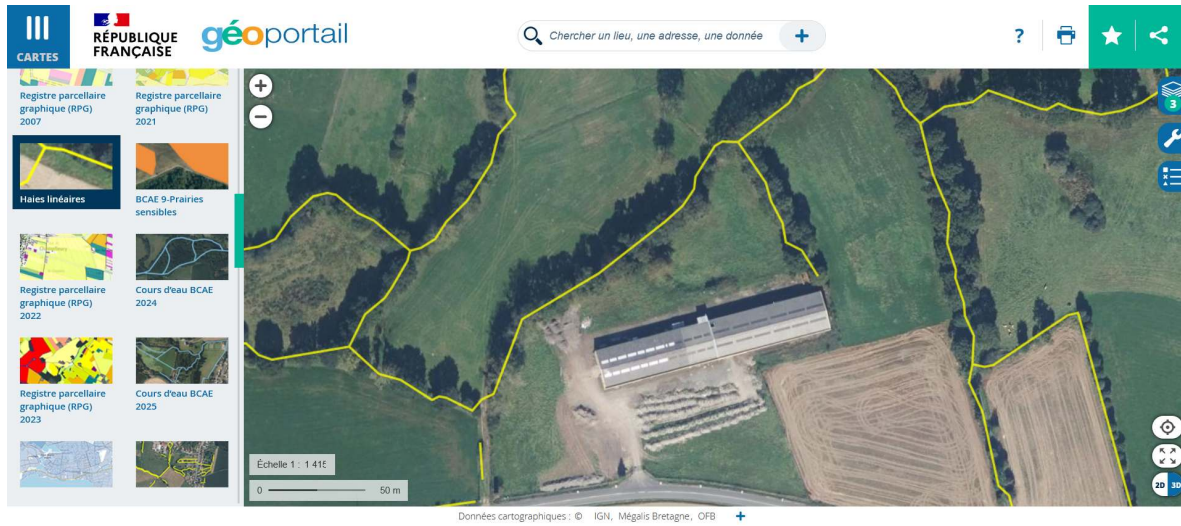 CARTES
RÉPUBLIQUE
FRANÇAISE
géoportail
Chercher un lieu, une adresse, une donnée
+
?
Registre parcellaire
graphique (RPG)
2007
Registre parcellaire
graphique (RPG)
2021
Haies linéaires
BCAE 9-Prairies
sensibles
Registre parcellaire
graphique (RPG)
2022
Cours d'eau BCAE
2024
Registre parcellaire
graphique (RPG)
2023
Cours d'eau BCAE
2025
+
−
3
Échelle 1 : 1 415
0 50 m
2D 3D
Données cartographiques : © IGN, Mégalis Bretagne, OFB +